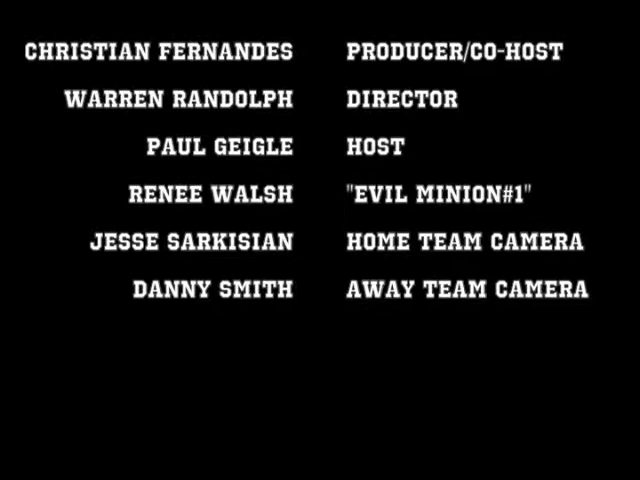 CHRISTIAN FERNANDES PRODUCER/CO-HOST
WARREN RANDOLPH DIRECTOR
PAUL GEIGLE HOST
RENEE WALSH "EVIL MINION#1"
JESSE SARKISIAN HOME TEAM CAMERA
DANNY SMITH AWAY TEAM CAMERA